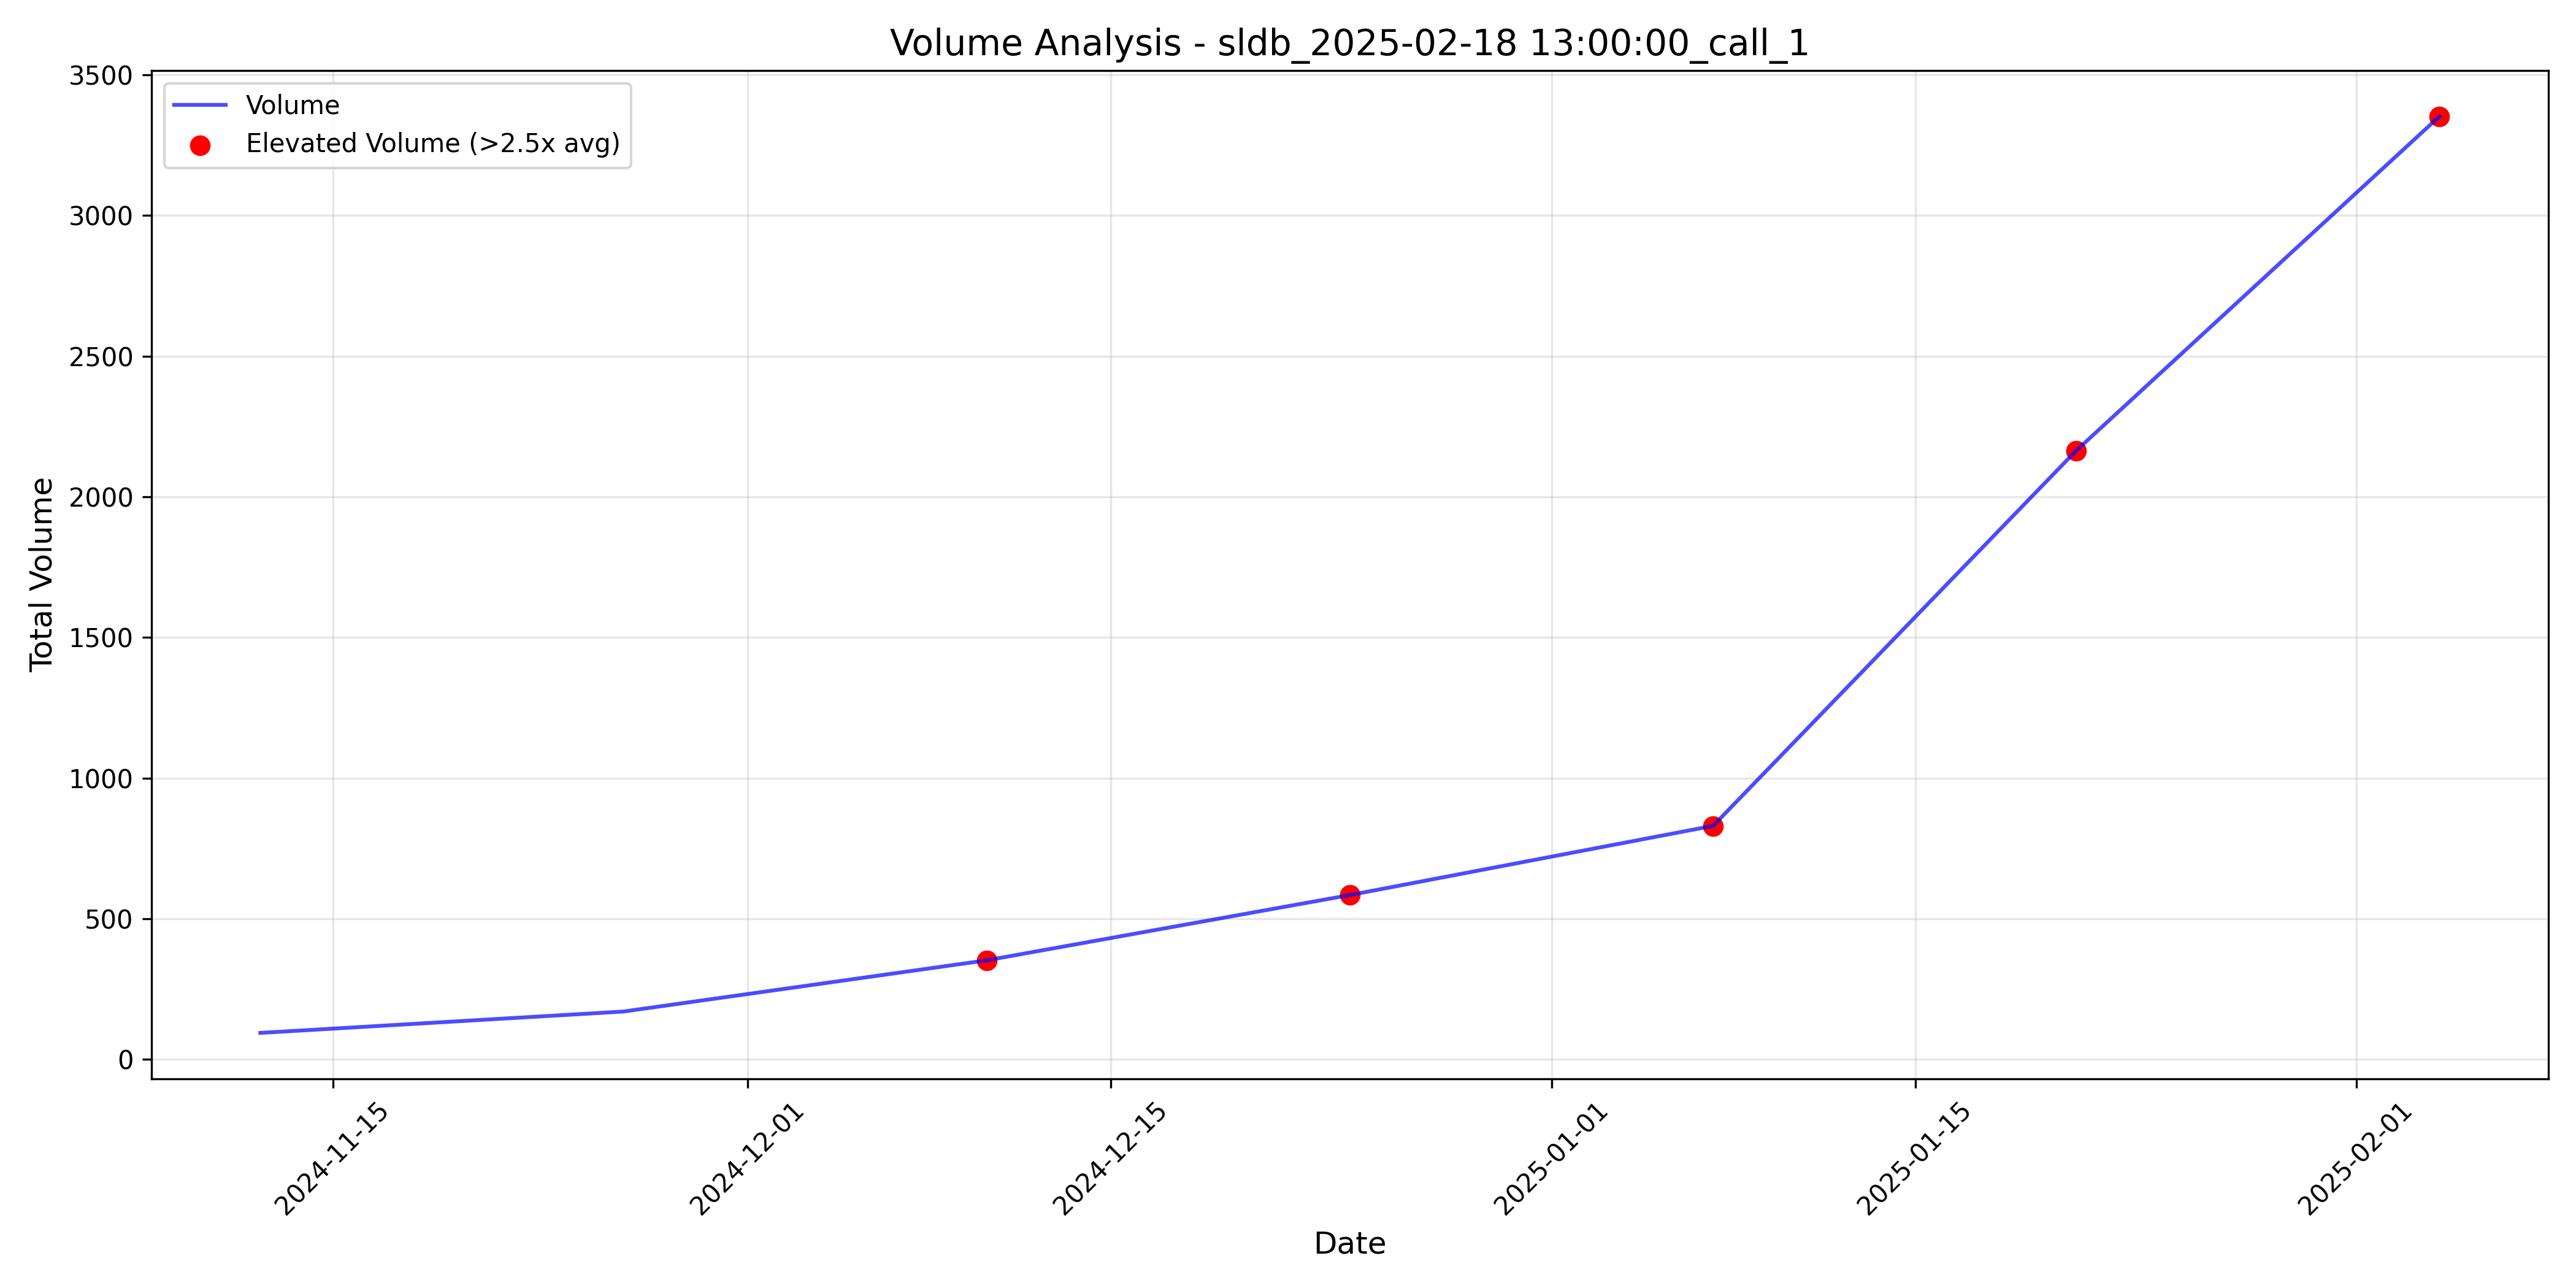 Volume Analysis - sldb_2025-02-18 13:00:00_call_1
Volume
Elevated Volume (>2.5x avg)
Total Volume
3500
3000
2500
2000
1500
1000
500
0
2024-11-15
2024-12-01
2024-12-15
2025-01-01
2025-01-15
2025-02-01
Date